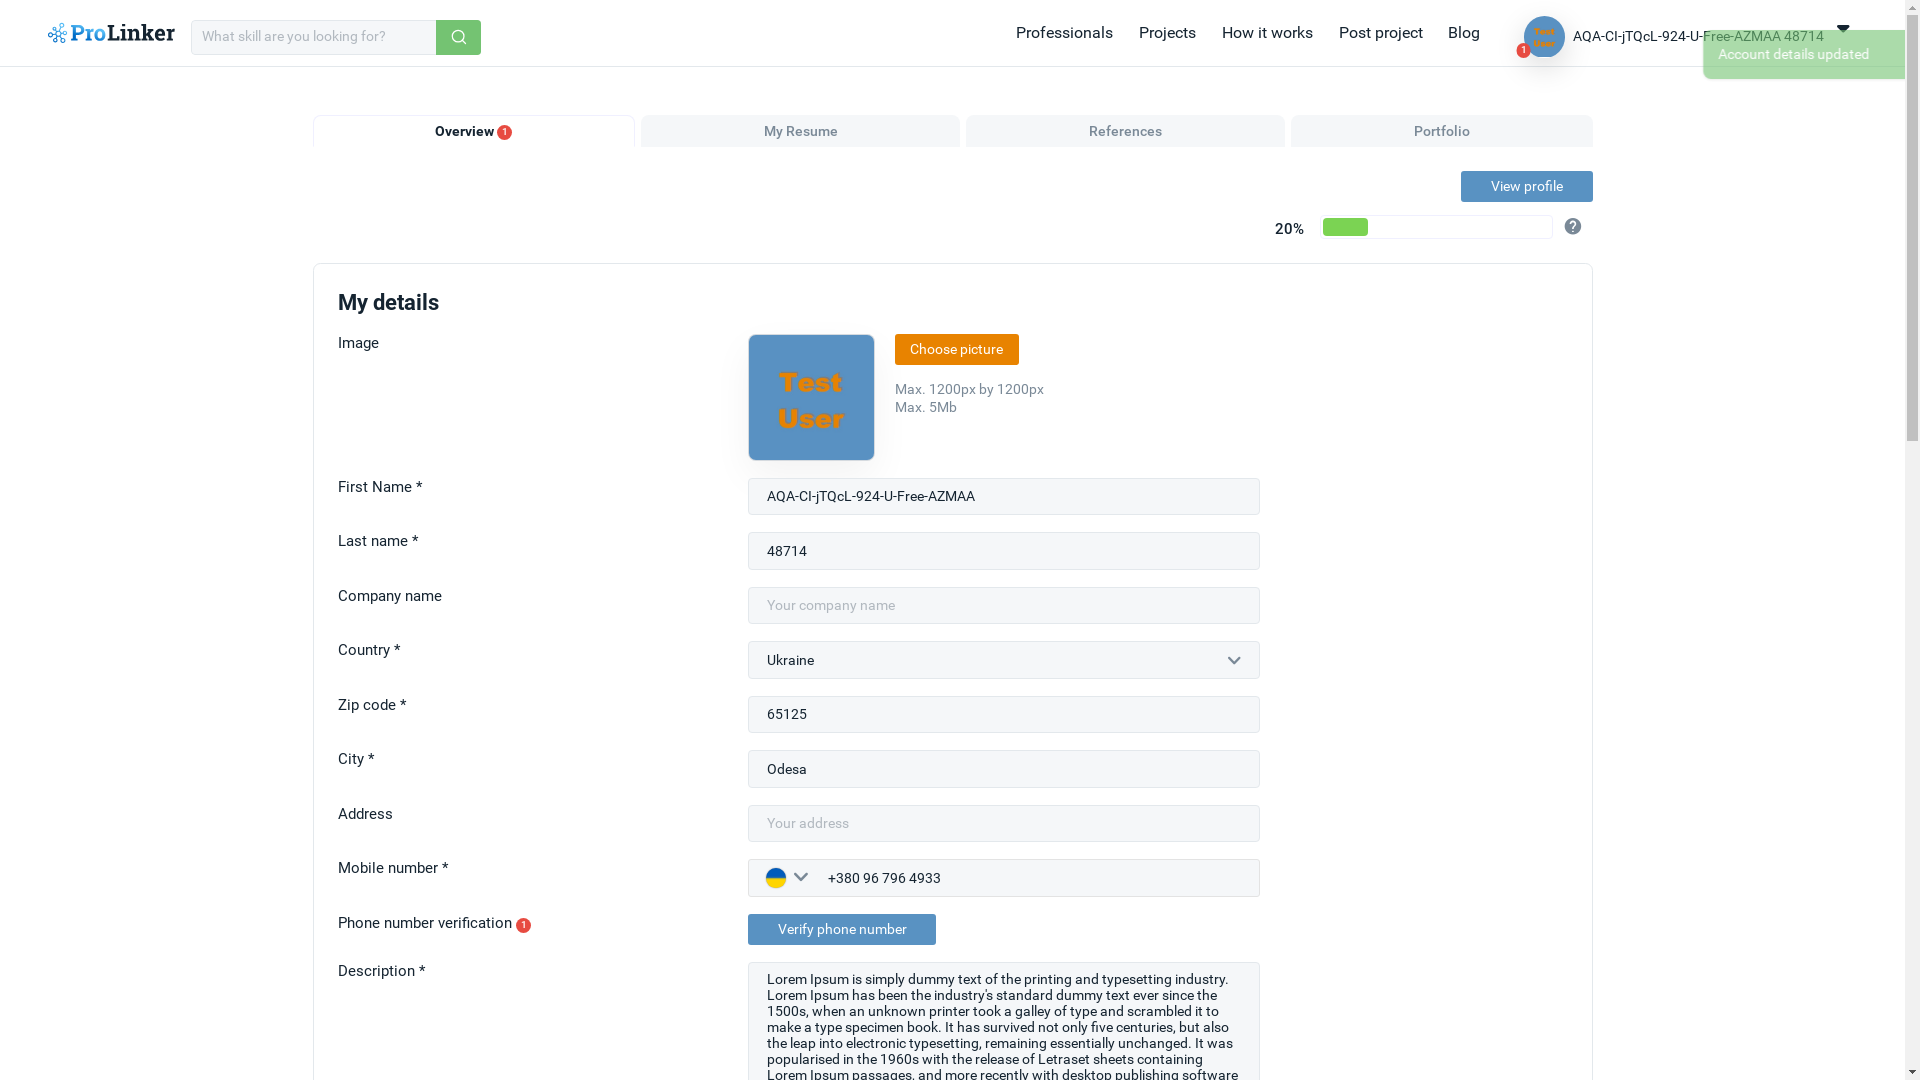 ProLinker
What skill are you looking for?
Professionals
Projects
How it works
Post project
Blog
Test
User
1
AQA-CI-jTQcL-924-U-Free-AZMAA 48714
Account details updated
Overview 1
My Resume
References
Portfolio
View profile
20%
?
My details
Image
Test
User
Choose picture
Max. 1200px by 1200px
Max. 5Mb
First Name *
AQA-CI-jTQcL-924-U-Free-AZMAA
Last name *
48714
Company name
Your company name
Country *
Ukraine
Zip code *
65125
City *
Odesa
Address
Your address
Mobile number *
+380 96 796 4933
Phone number verification 1
Verify phone number
Description *
Lorem Ipsum is simply dummy text of the printing and typesetting industry.
Lorem Ipsum has been the industry's standard dummy text ever since the
1500s, when an unknown printer took a galley of type and scrambled it to
make a type specimen book. It has survived not only five centuries, but also
the leap into electronic typesetting, remaining essentially unchanged. It was
popularised in the 1960s with the release of Letraset sheets containing
Lorem Ipsum passages, and more recently with desktop publishing software